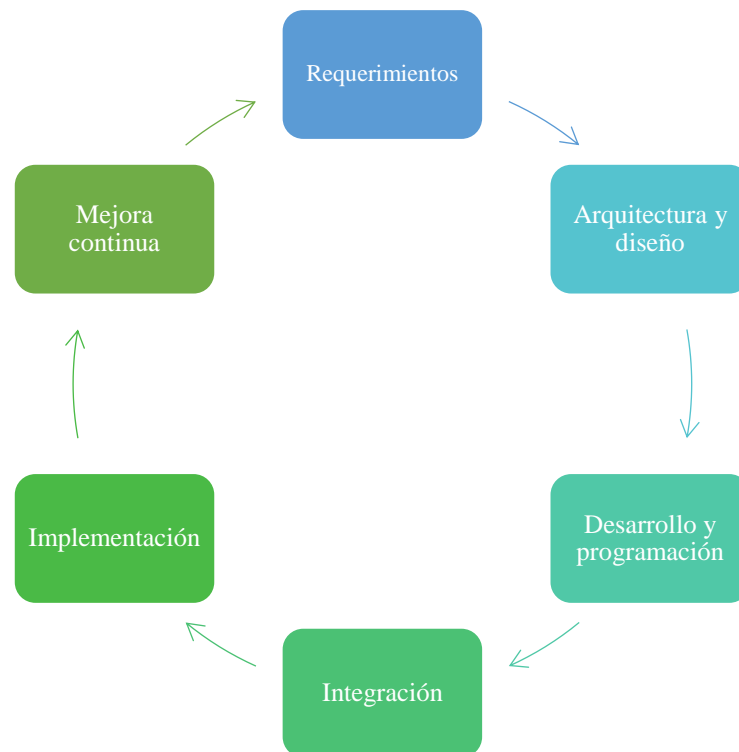 Requerimientos
Arquitectura y
diseño
Desarrollo y
programación
Integración
Implementación
Mejora
continua